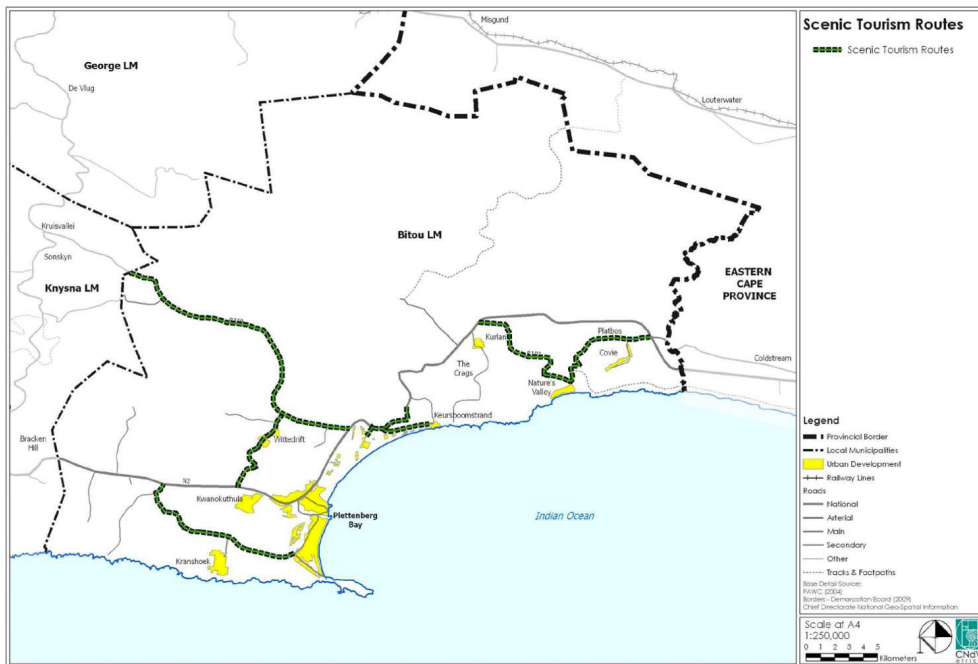 Scenic Tourism Routes
Scenic Tourism Routes
Misgund
George LM
De Vlug
Louterwater
Kruisvallei
Bitou LM
Sonskyn
Knysna LM
EASTERN
CAPE
PROVINCE
Platbos
Kurlan
Covie
Coldstream
The
Crags
Nature's
Valley
Keursboomstrand
Bracken
Hill
Wittedrift
N2
Kwanokuthula
Plettenberg
Bay
Indian Ocean
Kranshoek
Legend
Provincial Border
Local Municipalities
Urban Development
Railway Lines
Roads
National
Arterial
Main
Secondary
Other
Tracks & Footpaths
Base Detail Source:
PAWC (2004)
Borders - Demarcation Board (2009)
Chief Directorate National Geo-Spatial Information
Scale at A4
1:250,000
0 1 2 3 4 5
Kilometers
N
CNdV